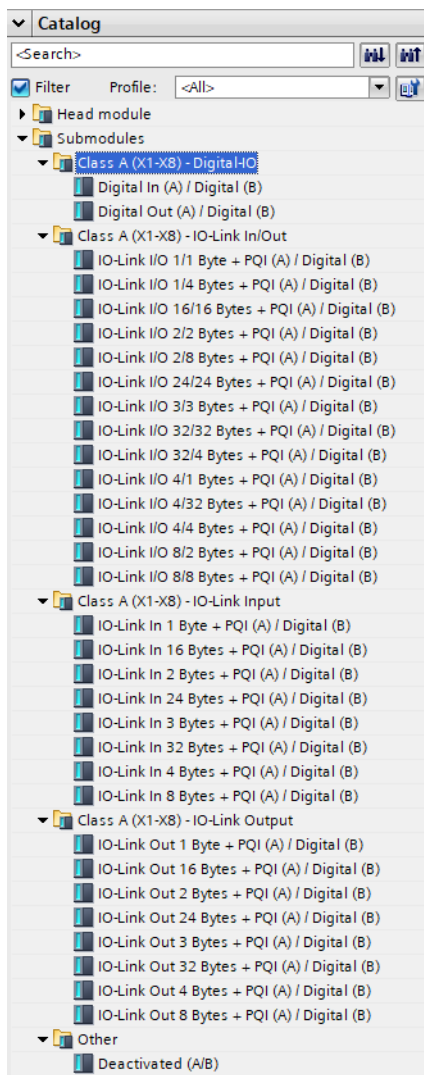 Catalog
<Search>
Filter Profile: <All>
Head module
Submodules
Class A (X1-X8) - Digital-IO
Digital In (A) / Digital (B)
Digital Out (A) / Digital (B)
Class A (X1-X8) - IO-Link In/Out
IO-Link I/O 1/1 Byte + PQI (A) / Digital (B)
IO-Link I/O 1/4 Bytes + PQI (A) / Digital (B)
IO-Link I/O 16/16 Bytes + PQI (A) / Digital (B)
IO-Link I/O 2/2 Bytes + PQI (A) / Digital (B)
IO-Link I/O 2/8 Bytes + PQI (A) / Digital (B)
IO-Link I/O 24/24 Bytes + PQI (A) / Digital (B)
IO-Link I/O 3/3 Bytes + PQI (A) / Digital (B)
IO-Link I/O 32/32 Bytes + PQI (A) / Digital (B)
IO-Link I/O 32/4 Bytes + PQI (A) / Digital (B)
IO-Link I/O 4/1 Bytes + PQI (A) / Digital (B)
IO-Link I/O 4/32 Bytes + PQI (A) / Digital (B)
IO-Link I/O 4/4 Bytes + PQI (A) / Digital (B)
IO-Link I/O 8/2 Bytes + PQI (A) / Digital (B)
IO-Link I/O 8/8 Bytes + PQI (A) / Digital (B)
Class A (X1-X8) - IO-Link Input
IO-Link In 1 Byte + PQI (A) / Digital (B)
IO-Link In 16 Bytes + PQI (A) / Digital (B)
IO-Link In 2 Bytes + PQI (A) / Digital (B)
IO-Link In 24 Bytes + PQI (A) / Digital (B)
IO-Link In 3 Bytes + PQI (A) / Digital (B)
IO-Link In 32 Bytes + PQI (A) / Digital (B)
IO-Link In 4 Bytes + PQI (A) / Digital (B)
IO-Link In 8 Bytes + PQI (A) / Digital (B)
Class A (X1-X8) - IO-Link Output
IO-Link Out 1 Byte + PQI (A) / Digital (B)
IO-Link Out 16 Bytes + PQI (A) / Digital (B)
IO-Link Out 2 Bytes + PQI (A) / Digital (B)
IO-Link Out 24 Bytes + PQI (A) / Digital (B)
IO-Link Out 3 Bytes + PQI (A) / Digital (B)
IO-Link Out 32 Bytes + PQI (A) / Digital (B)
IO-Link Out 4 Bytes + PQI (A) / Digital (B)
IO-Link Out 8 Bytes + PQI (A) / Digital (B)
Other
Deactivated (A/B)